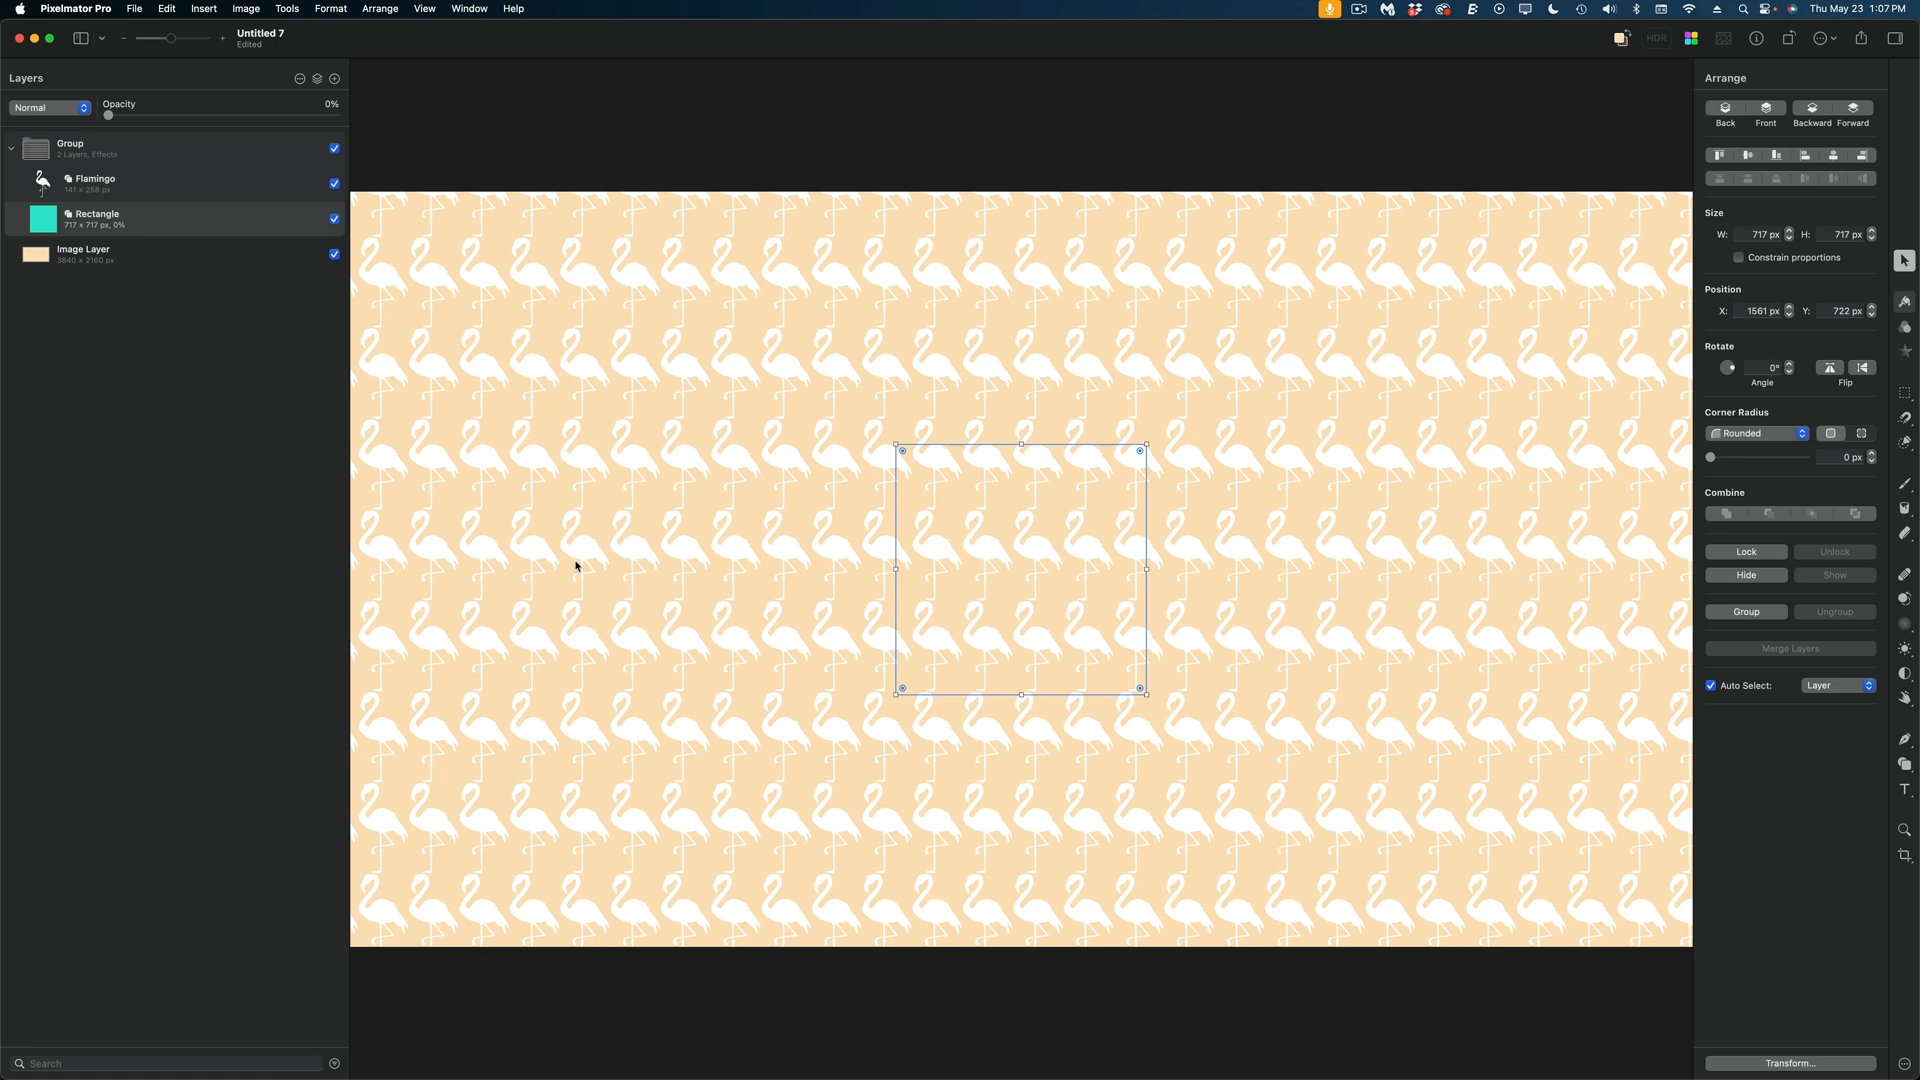 Pixelmator Pro File Edit Insert Image Tools Format Arrange View Window Help
Thu May 23 1:07 PM
Untitled 7
Edited
HDR
Layers
Normal
Opacity 0%
Group
2 Layers, Effects
Flamingo
141 × 258 px
Rectangle
717 × 717 px, 0%
Image Layer
3840 × 2160 px
Search
Arrange
Back Front Backward Forward
Size
W: 717 px H: 717 px
Constrain proportions
Position
X: 1561 px Y: 722 px
Rotate
0°
Angle Flip
Corner Radius
Rounded
0 px
Combine
Lock Unlock
Hide Show
Group Ungroup
Merge Layers
Auto Select: Layer
Transform...